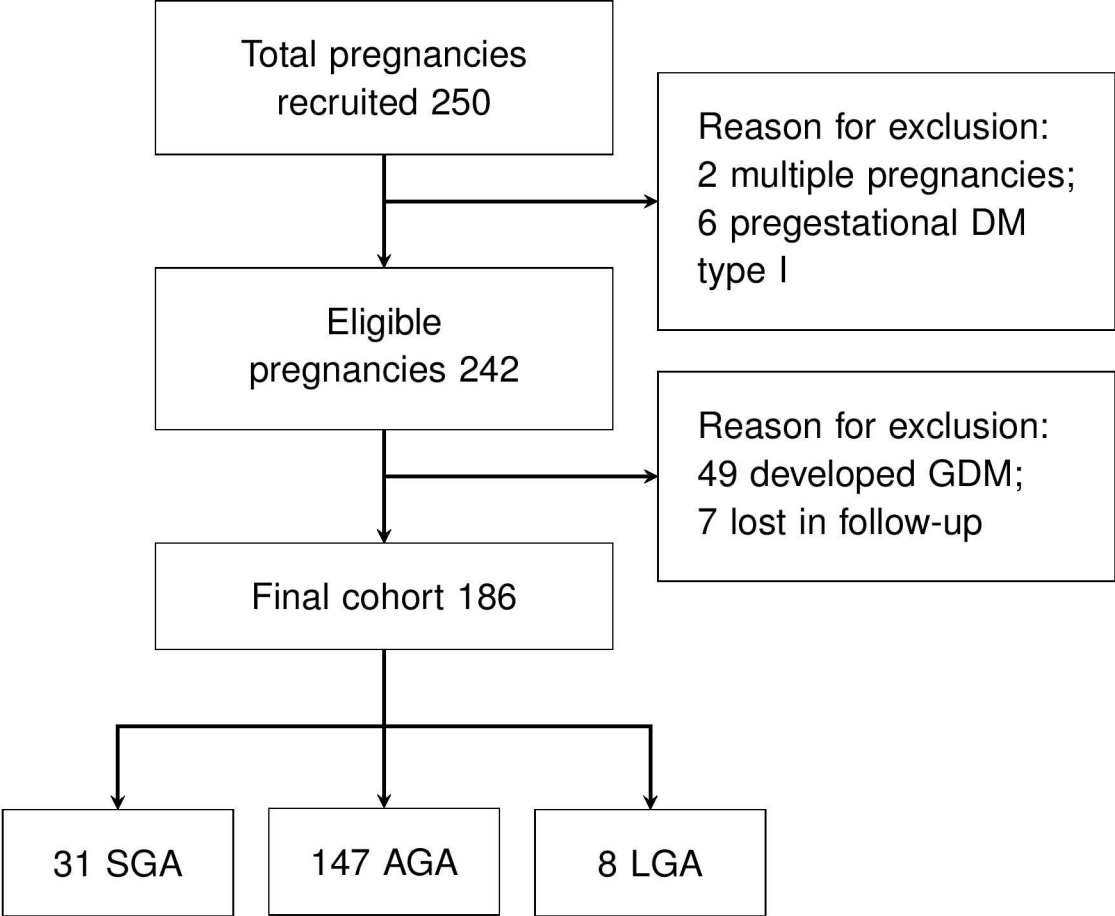 Total pregnancies
recruited 250
Reason for exclusion:
2 multiple pregnancies;
6 pregestational DM
type I
Eligible
pregnancies 242
Reason for exclusion:
49 developed GDM;
7 lost in follow-up
Final cohort 186
31 SGA
147 AGA
8 LGA